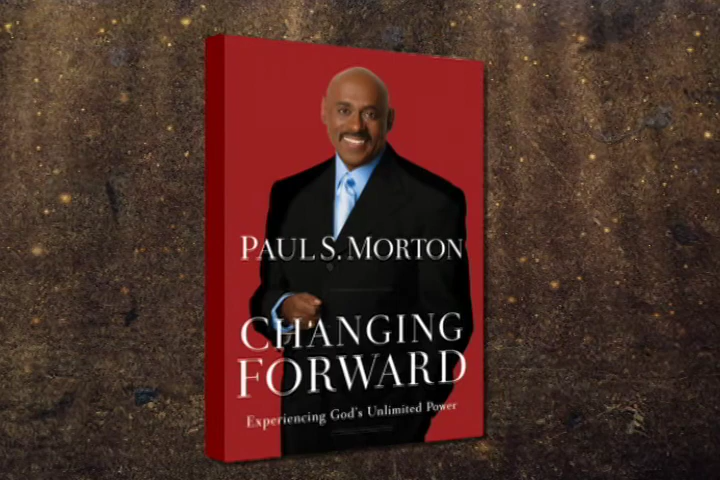 PAUL S. MORTON
CHANGING
FORWARD
Experiencing God's Unlimited Power